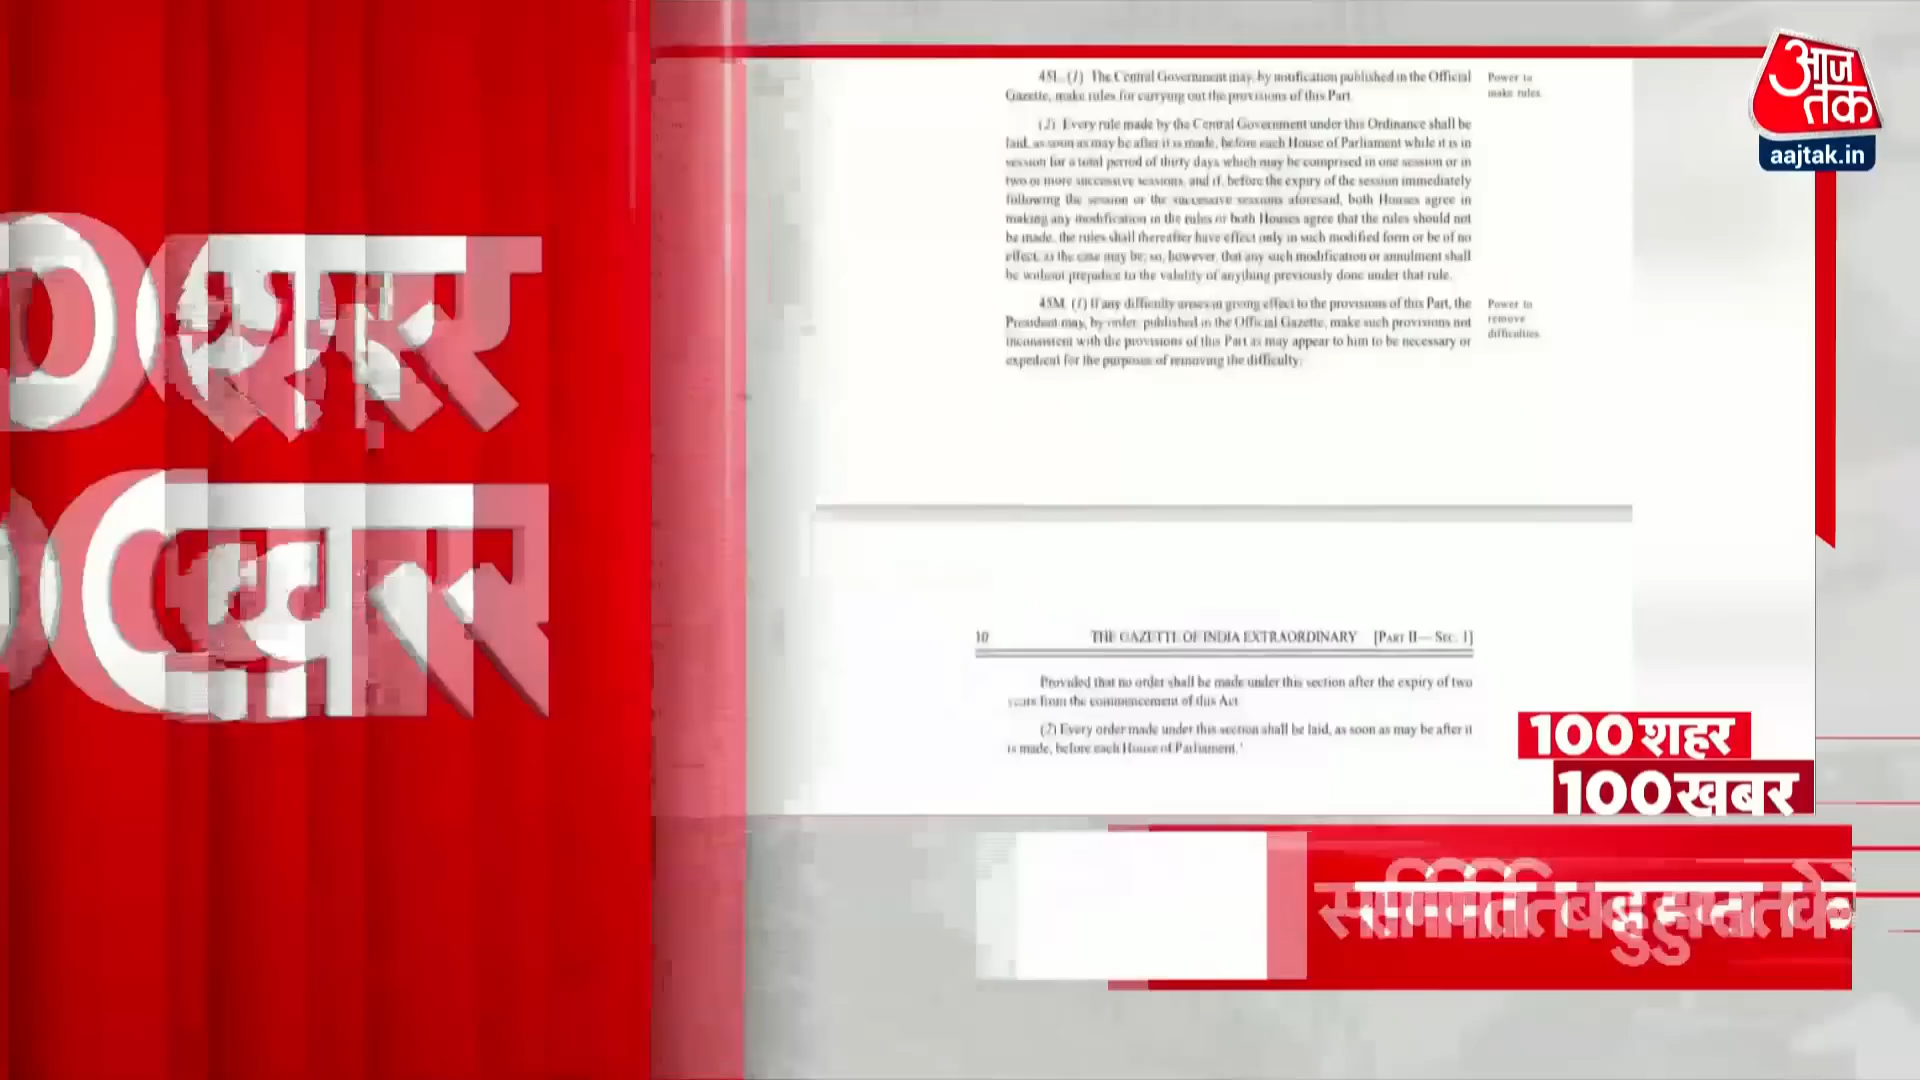 45L. (1) The Central Government may, by notification published in the Official
Gazette, make rules for carrying out the provisions of this Part.
Power to
make rules.
(2) Every rule made by the Central Government under this Ordinance shall be
laid, as soon as may be after it is made, before each House of Parliament while it is in
session for a total period of thirty days which may be comprised in one session or in
two or more successive sessions, and if, before the expiry of the session immediately
following the session or the successive sessions aforesaid, both Houses agree in
making any modification in the rules or both Houses agree that the rules should not
be made, the rules shall thereafter have effect only in such modified form or be of no
effect, as the case may be; so, however, that any such modification or annulment shall
be without prejudice to the validity of anything previously done under that rule.
45M. (1) If any difficulty arises in giving effect to the provisions of this Part, the
President may, by order, published in the Official Gazette, make such provisions not
inconsistent with the provisions of this Part as may appear to him to be necessary or
expedient for the purposes of removing the difficulty:
Power to
remove
difficulties.
10 THE GAZETTE OF INDIA EXTRAORDINARY [PART II—SEC. 1]
Provided that no order shall be made under this section after the expiry of two
years from the commencement of this Act.
(2) Every order made under this section shall be laid, as soon as may be after it
is made, before each House of Parliament.'
आज
तक
aajtak.in
100 शहर
100 खबर